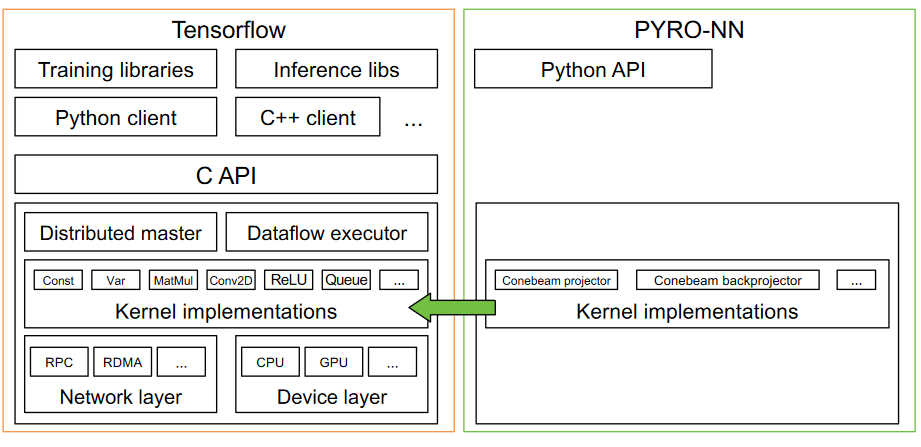 Tensorflow
Training libraries
Inference libs
Python client
C++ client
...
C API
Distributed master
Dataflow executor
Const
Var
MatMul
Conv2D
ReLU
Queue
...
Kernel implementations
RPC
RDMA
...
Network layer
CPU
GPU
...
Device layer
PYRO-NN
Python API
Conebeam projector
Conebeam backprojector
...
Kernel implementations